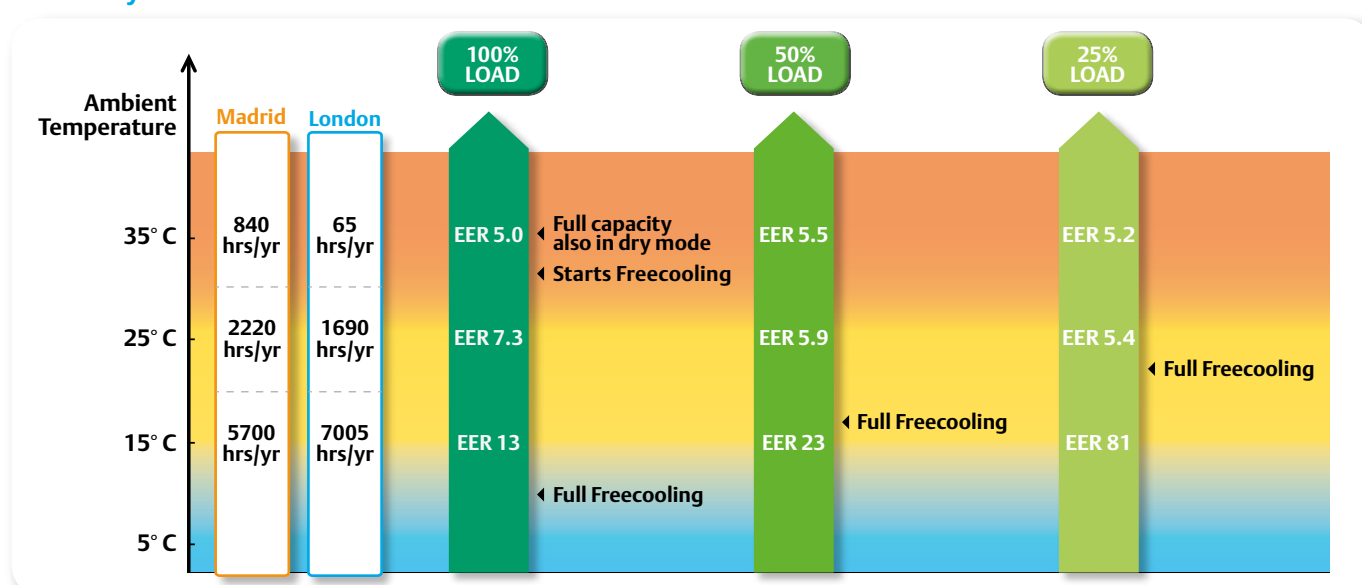 100%
LOAD
50%
LOAD
25%
LOAD
Ambient
Temperature
Madrid
London
35° C
840
hrs/yr
65
hrs/yr
EER 5.0
Full capacity
also in dry mode
Starts Freecooling
EER 5.5
EER 5.2
25° C
2220
hrs/yr
1690
hrs/yr
EER 7.3
EER 5.9
EER 5.4
Full Freecooling
15° C
5700
hrs/yr
7005
hrs/yr
EER 13
EER 23
Full Freecooling
EER 81
Full Freecooling
5° C